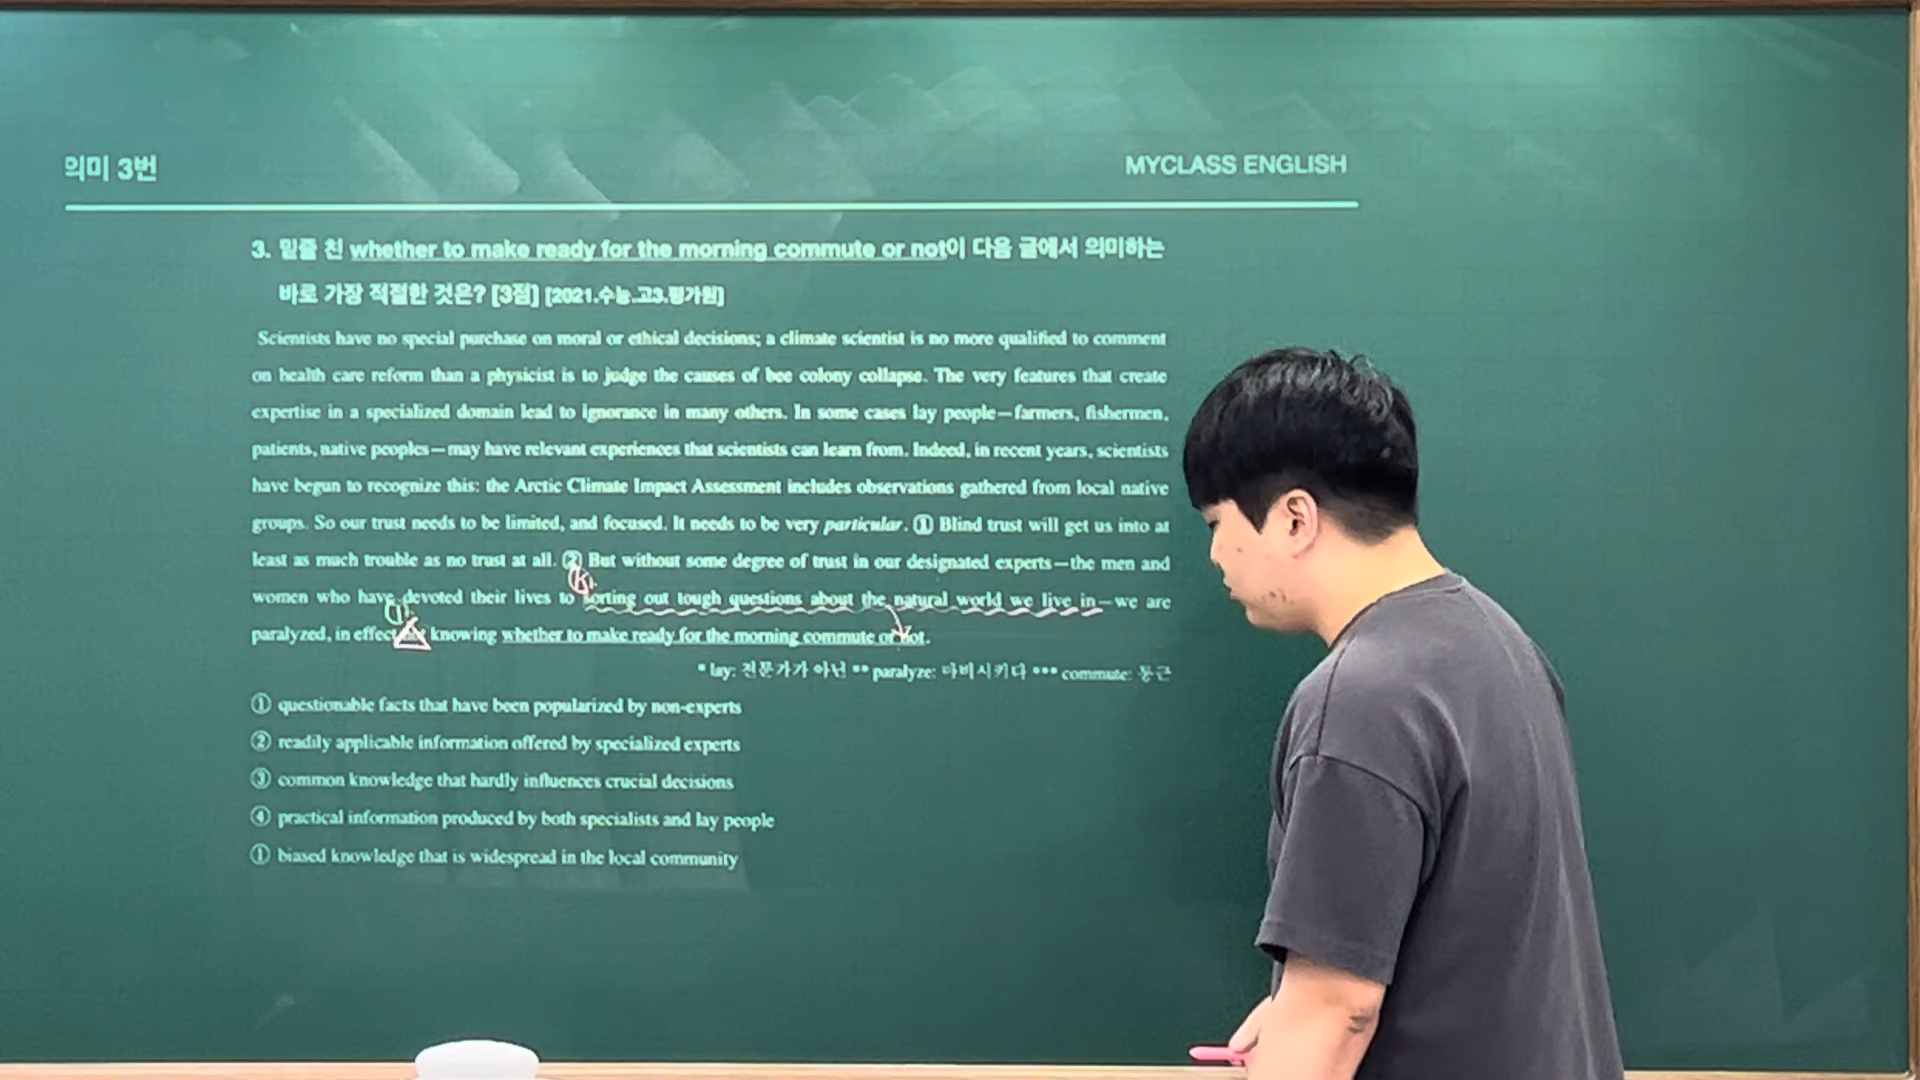 의미 3번
MYCLASS ENGLISH
3. 밑줄 친 whether to make ready for the morning commute or not이 다음 글에서 의미하는
바로 가장 적절한 것은? [3점] [2021.수능.고3.평가원]
Scientists have no special purchase on moral or ethical decisions; a climate scientist is no more qualified to comment
on health care reform than a physicist is to judge the causes of bee colony collapse. The very features that create
expertise in a specialized domain lead to ignorance in many others. In some cases lay people—farmers, fishermen,
patients, native peoples—may have relevant experiences that scientists can learn from. Indeed, in recent years, scientists
have begun to recognize this: the Arctic Climate Impact Assessment includes observations gathered from local native
groups. So our trust needs to be limited, and focused. It needs to be very particular. ① Blind trust will get us into at
least as much trouble as no trust at all. ② But without some degree of trust in our designated experts—the men and
women who have devoted their lives to sorting out tough questions about the natural world we live in—we are
paralyzed, in effect knowing whether to make ready for the morning commute or not.
* lay: 전문가가 아닌 ** paralyze: 마비시키다 *** commute: 통근
① questionable facts that have been popularized by non-experts
② readily applicable information offered by specialized experts
③ common knowledge that hardly influences crucial decisions
④ practical information produced by both specialists and lay people
① biased knowledge that is widespread in the local community